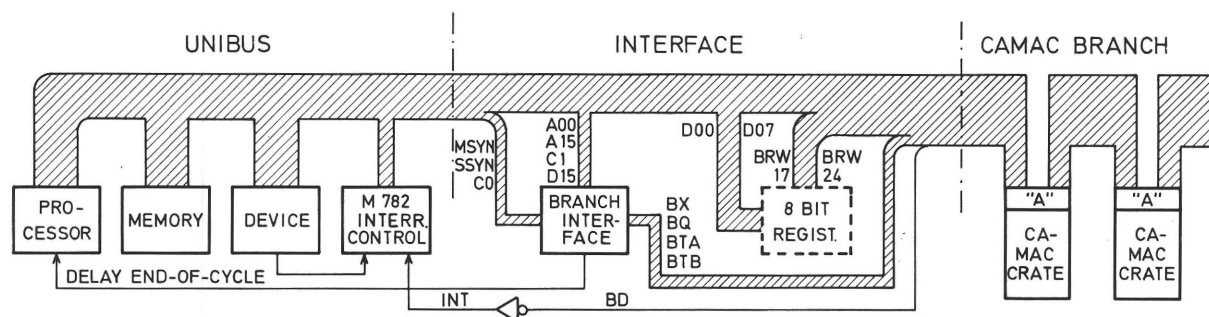 UNIBUS
INTERFACE
CAMAC BRANCH
MSYN
SSYN
C0
A00
A15
C1
D15
D00
D07
BRW
17
BRW
24
PRO-
CESSOR
MEMORY
DEVICE
M 782
INTERR.
CONTROL
BRANCH
INTER-
FACE
BX
BQ
BTA
BTB
8 BIT
REGIST.
"A"
CA-
MAC
CRATE
"A"
CA-
MAC
CRATE
DELAY END-OF-CYCLE
INT
BD